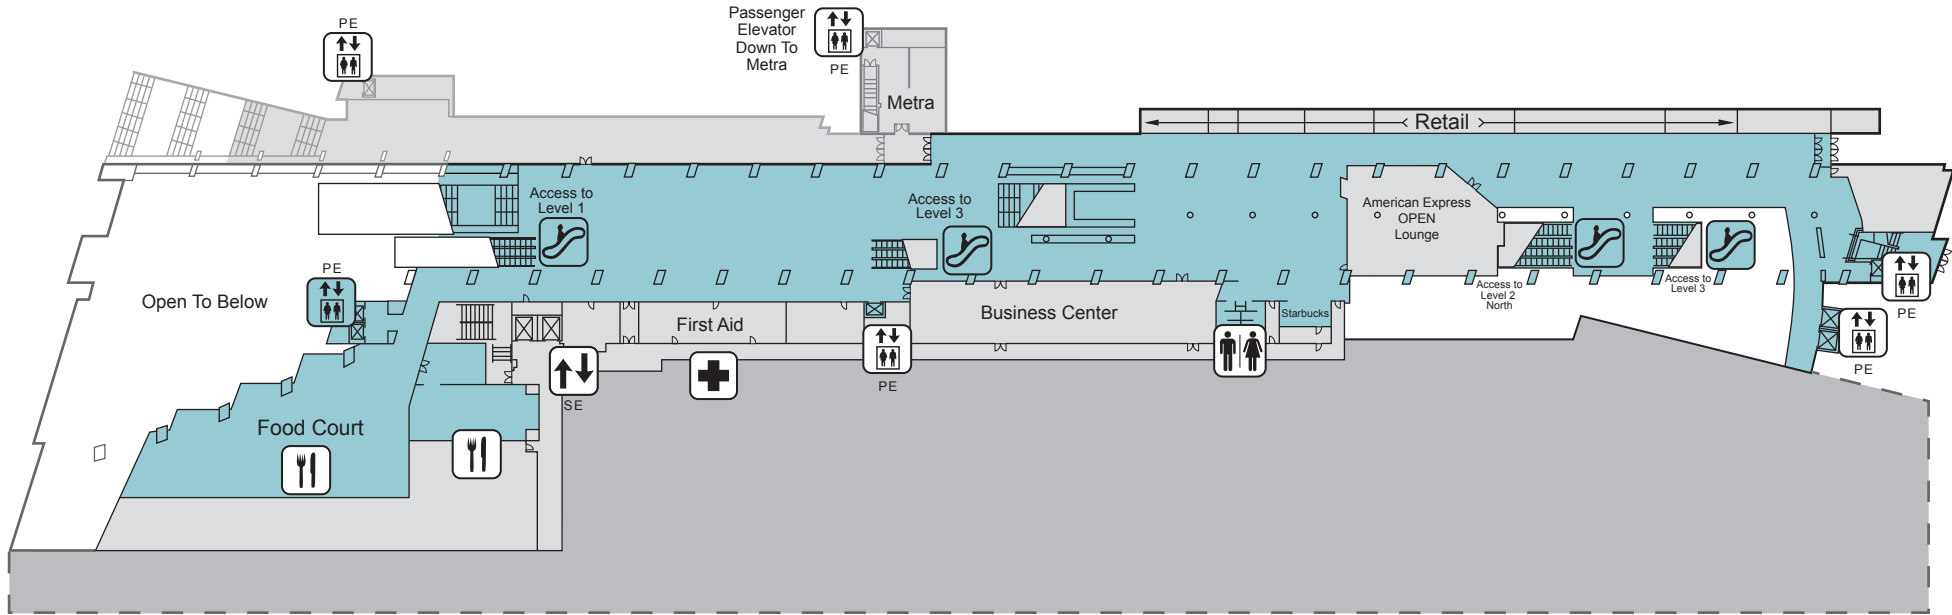 PE
Passenger
Elevator
Down To
Metra
PE
Metra
Retail
Access to
Level 1
Access to
Level 3
American Express
OPEN
Lounge
PE
Open To Below
Access to
Level 2
North
Access to
Level 3
First Aid
Business Center
Starbucks
PE
PE
PE
SE
PE
Food Court